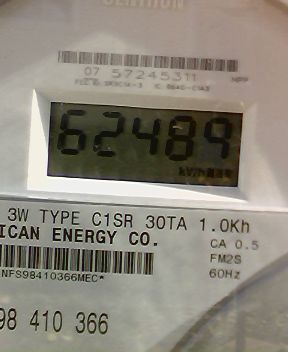 CENTRON
07 57245311
62489
kWh
3W TYPE C1SR 30TA 1.0Kh
ICAN ENERGY CO.
CA 0.5
FM2S
60Hz
NFS98410366MEC*
98 410 366